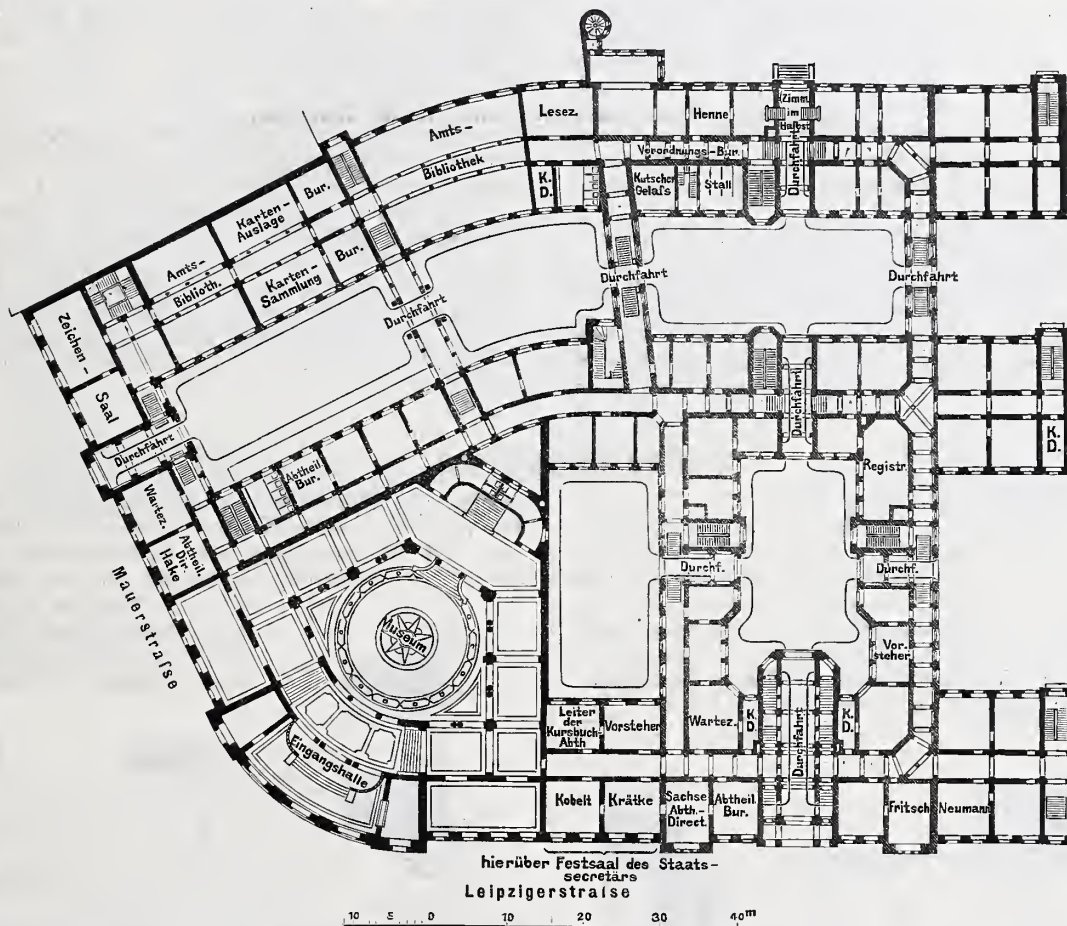 Lesez.
Henne
Zimm.
im
Halbst.
Amts-
Bibliothek
Verordnungs-Bur.
Durchfahrt
K.
D.
Kutscher
Gelaſs
Stall
Karten-
Auslage
Bur.
Amts-
Biblioth.
Karten-
Sammlung
Bur.
Durchfahrt
Durchfahrt
Durchfahrt
Zeichen-
Saal
Durchfahrt
Durchfahrt
K.
D.
Abtheil
Bur.
Registr.
Wartez.
Abtheil.
Dir.
Hake
Durchf.
Durchf.
Mauerstraſse
Museum
Vor-
steher
Leiter
der
Kursbuch-
Abth
Vorsteher
Wartez.
K.
D.
Durchfahrt
K.
D.
Eingangshalle
Kobelt
Krätke
Sachse
Abth.-
Direct.
Abtheil.
Bur.
Fritsch
Neumann
hierüber Festsaal des Staats-
secretärs
Leipzigerstraſse
10 5 0 10 20 30 40m